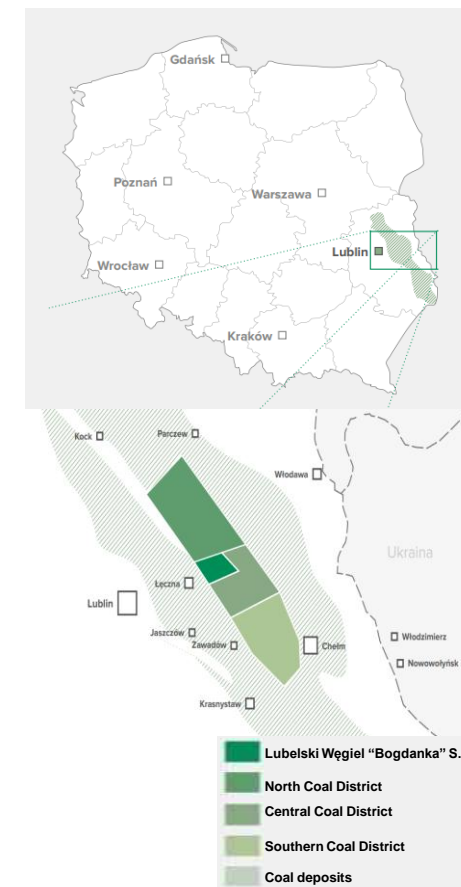 Gdańsk
Poznań
Warszawa
Lublin
Wrocław
Kraków
Kock
Parczew
Włodawa
Ukraina
Łęczna
Lublin
Jaszczów
Zawadów
Chełm
Włodzimierz
Nowowołyńsk
Krasnystaw
Lubelski Węgiel “Bogdanka” S.
North Coal District
Central Coal District
Southern Coal District
Coal deposits